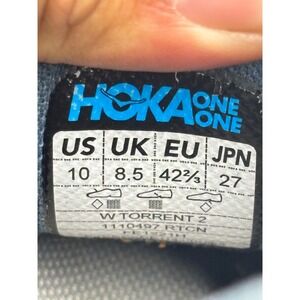 HOKA ONE ONE
US UK EU JPN
10 8.5 42⅔ 27
W TORRENT 2
1110497 RTCN